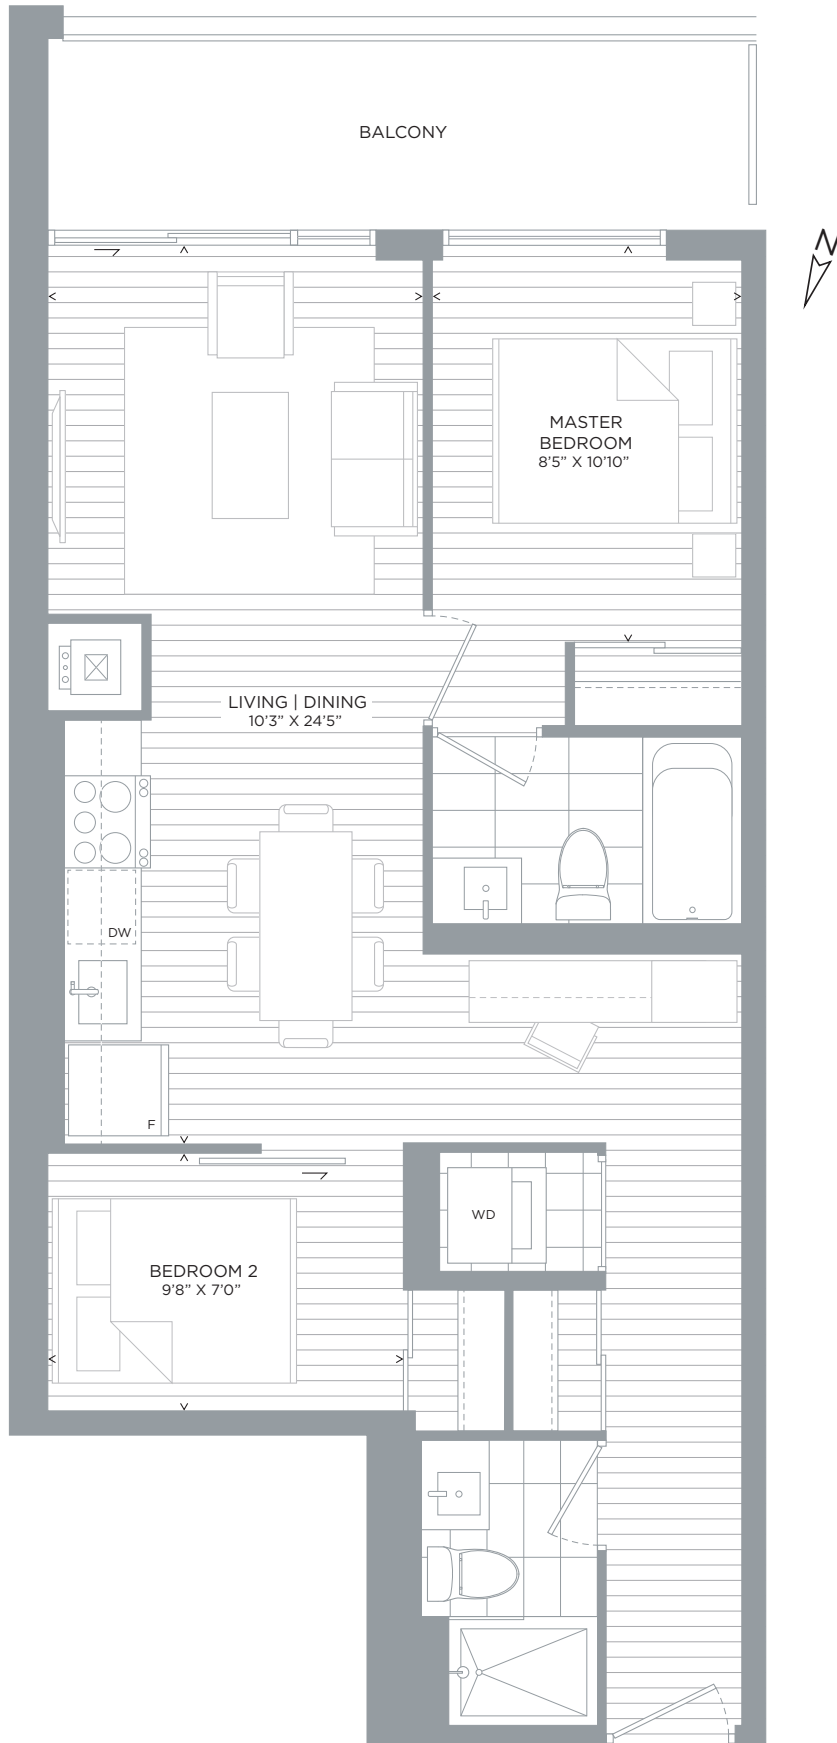 BALCONY
N
MASTER
BEDROOM
8’5” X 10’10”
LIVING | DINING
10’3” X 24’5”
DW
F
WD
BEDROOM 2
9’8” X 7’0”